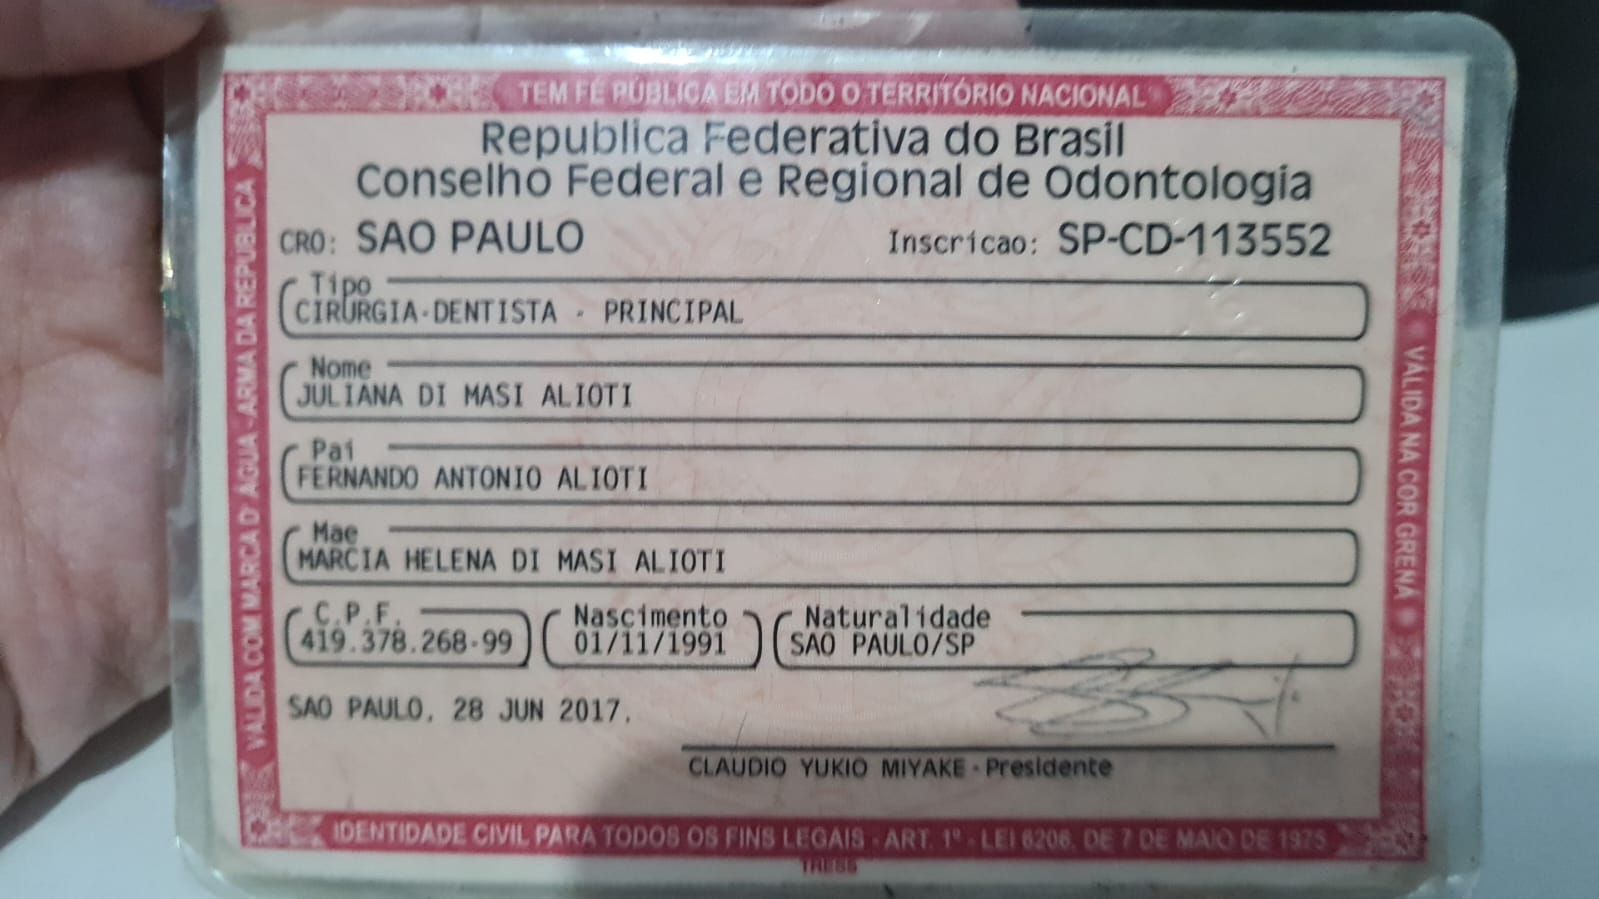 TEM FÉ PÚBLICA EM TODO O TERRITÓRIO NACIONAL
Republica Federativa do Brasil
Conselho Federal e Regional de Odontologia
CRO: SAO PAULO Inscricao: SP-CD-113552
Tipo
CIRURGIA-DENTISTA - PRINCIPAL
Nome
JULIANA DI MASI ALIOTI
Pai
FERNANDO ANTONIO ALIOTI
Mae
MARCIA HELENA DI MASI ALIOTI
C.P.F. Nascimento Naturalidade
419.378.268-99 01/11/1991 SAO PAULO/SP
SAO PAULO, 28 JUN 2017.
CLAUDIO YUKIO MIYAKE - Presidente
IDENTIDADE CIVIL PARA TODOS OS FINS LEGAIS - ART. 1º - LEI 6206, DE 7 DE MAIO DE 1975
VÁLIDA COM MARCA D'ÁGUA - ARMA DA REPÚBLICA
VÁLIDA NA COR GRENÁ